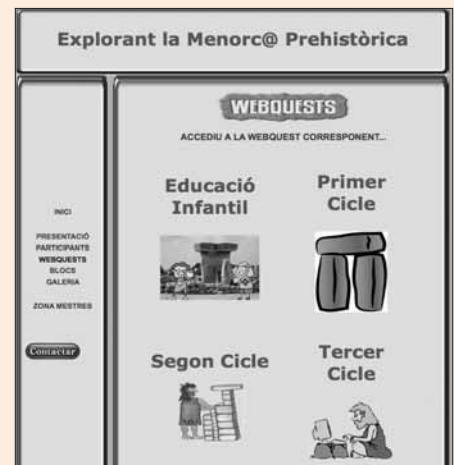 Explorant la Menorc@ Prehistòrica
WEBQUESTS
ACCEDIU A LA WEBQUEST CORRESPONENT...
INICI
PRESENTACIÓ
PARTICIPANTS
WEBQUESTS
BLOCS
GALERIA
ZONA MESTRES
Contactar
Educació
Infantil
Primer
Cicle
Segon Cicle
Tercer
Cicle